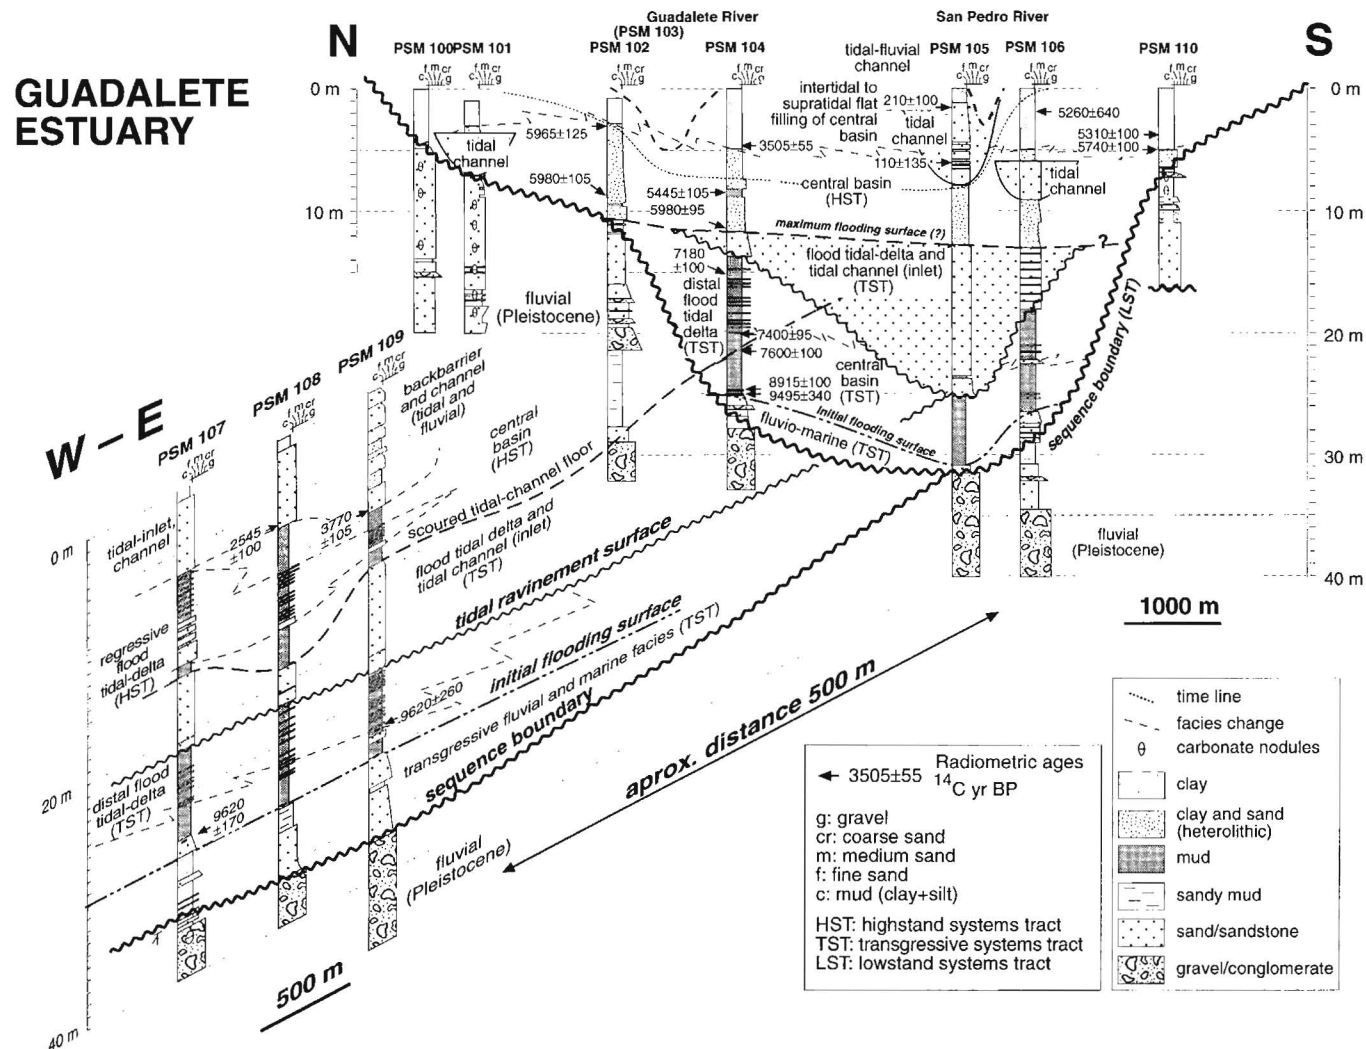 GUADALETE
ESTUARY
N
S
Guadalete River
(PSM 103)
San Pedro River
PSM 100
PSM 101
PSM 102
PSM 104
PSM 105
PSM 106
PSM 110
c f m cr g
c f m cr g
c f m cr g
c f m cr g
c f m cr g
c f m cr g
c f m cr g
0 m
10 m
0 m
10 m
20 m
30 m
40 m
tidal-fluvial
channel
intertidal to
supratidal flat
filling of central
basin
210±100
tidal
channel
110±135
5260±640
5310±100
5740±100
tidal
channel
5965±125
5980±105
3505±55
5445±105
5980±95
central basin
(HST)
tidal
channel
maximum flooding surface (?)
?
7180
±100
distal
flood
tidal
delta
(TST)
flood tidal-delta and
tidal channel (inlet)
(TST)
7400±95
7600±100
8915±100
9495±340
central
basin
(TST)
Initial flooding surface
fluvio-marine (TST)
sequence boundary (LST)
fluvial
(Pleistocene)
fluvial
(Pleistocene)
1000 m
W – E
PSM 107
PSM 108
PSM 109
c f m cr g
c f m cr g
c f m cr g
0 m
20 m
40 m
backbarrier
and channel
(tidal and
fluvial)
central
basin
(HST)
scoured tidal-channel floor
flood tidal delta and
tidal channel (inlet)
(TST)
tidal-inlet
channel
2545
±100
3770
±105
regressive
flood
tidal-delta
(HST)
tidal ravinement surface
initial flooding surface
transgressive fluvial and marine facies (TST)
sequence boundary
9620±260
distal flood
tidal-delta
(TST)
9620
±170
fluvial
(Pleistocene)
aprox. distance 500 m
500 m
3505±55
Radiometric ages
14C yr BP
g: gravel
cr: coarse sand
m: medium sand
f: fine sand
c: mud (clay+silt)
HST: highstand systems tract
TST: transgressive systems tract
LST: lowstand systems tract
time line
facies change
θ carbonate nodules
clay
clay and sand
(heterolithic)
mud
sandy mud
sand/sandstone
gravel/conglomerate